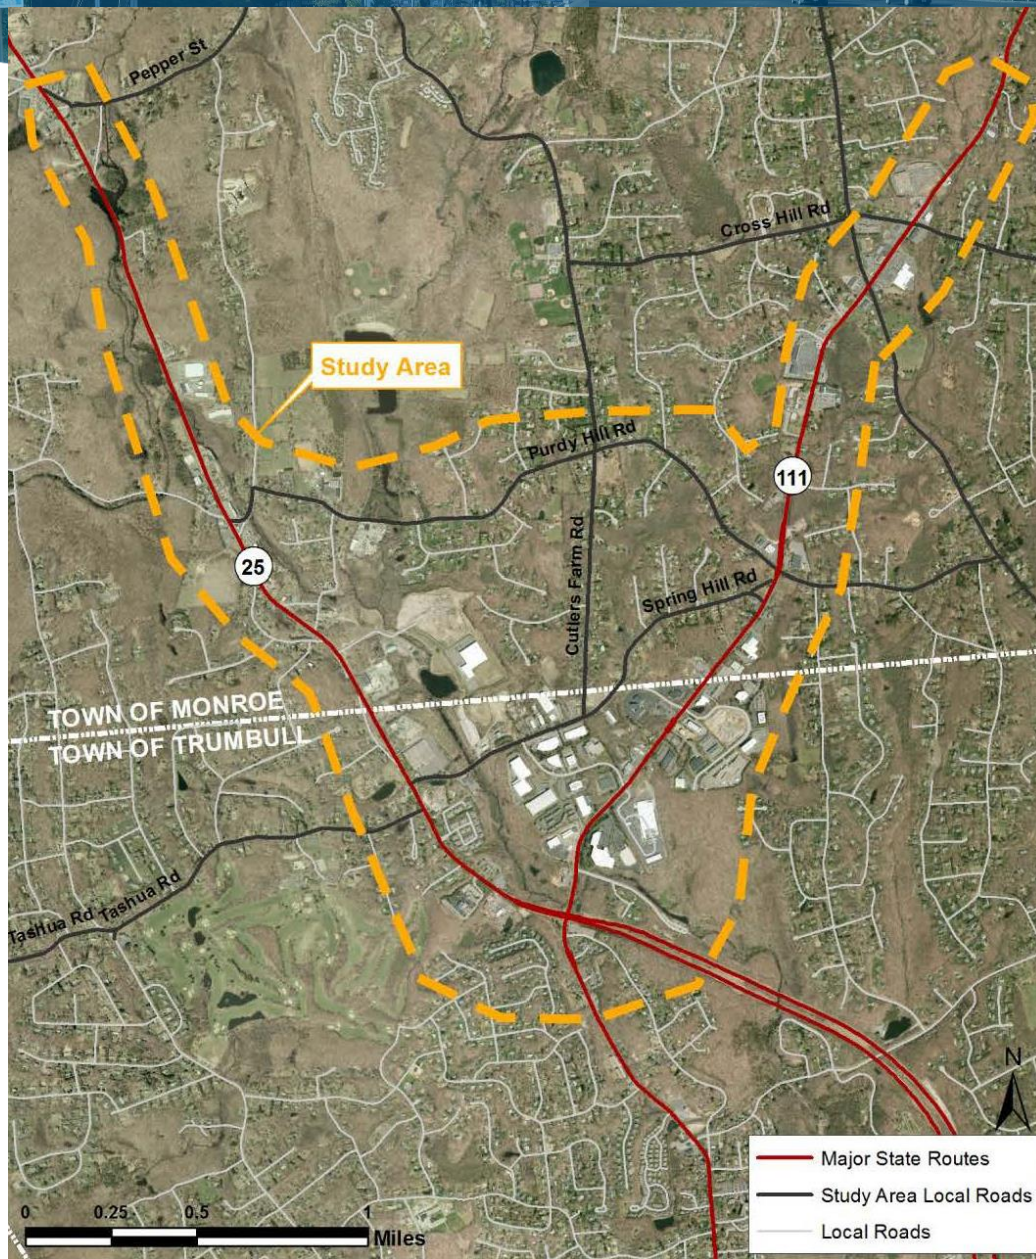 Pepper St
Cross Hill Rd
Study Area
Purdy Hill Rd
111
25
Cutlers Farm Rd
Spring Hill Rd
TOWN OF MONROE
TOWN OF TRUMBULL
Tashua Rd
Tashua Rd
N
Major State Routes
Study Area Local Roads
Local Roads
0 0.25 0.5 1
Miles